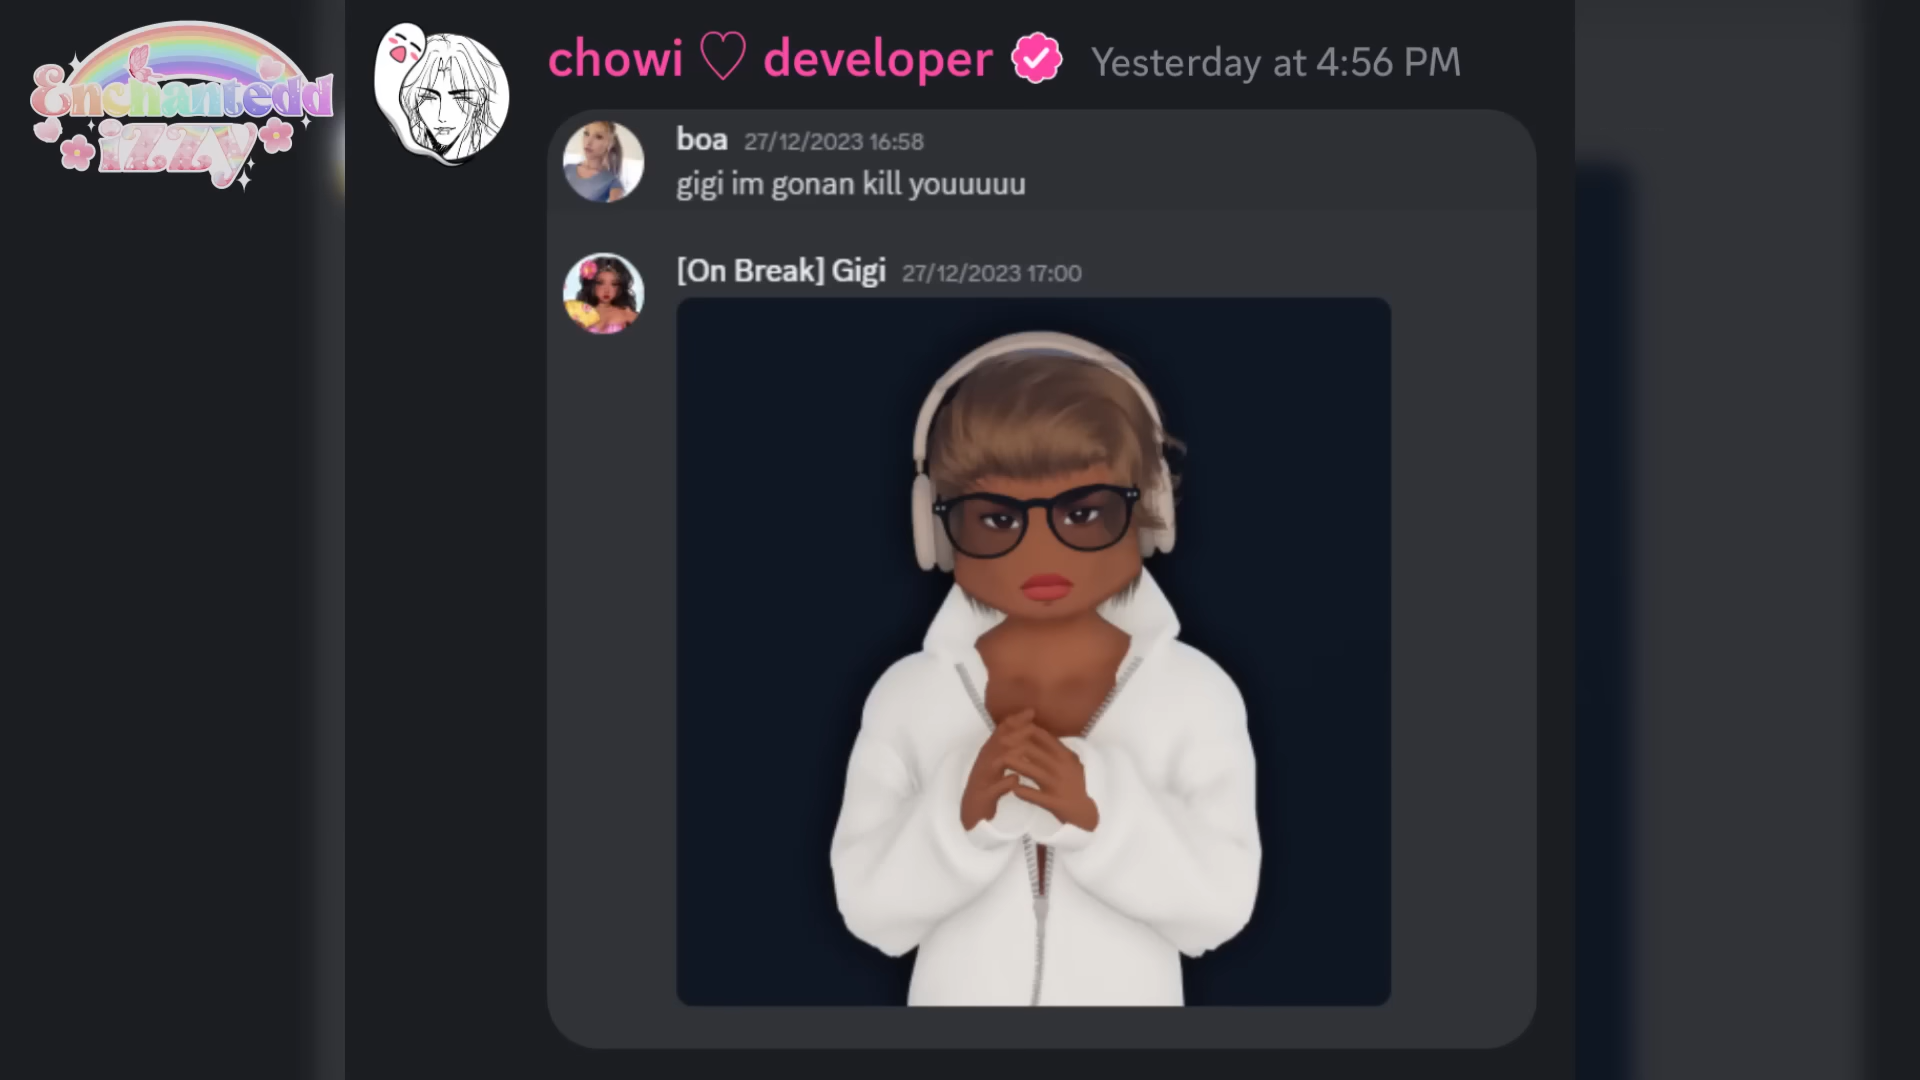 Enchantedd
izzy
chowi ♡ developer Yesterday at 4:56 PM
boa 27/12/2023 16:58
gigi im gonan kill youuuuu
[On Break] Gigi 27/12/2023 17:00